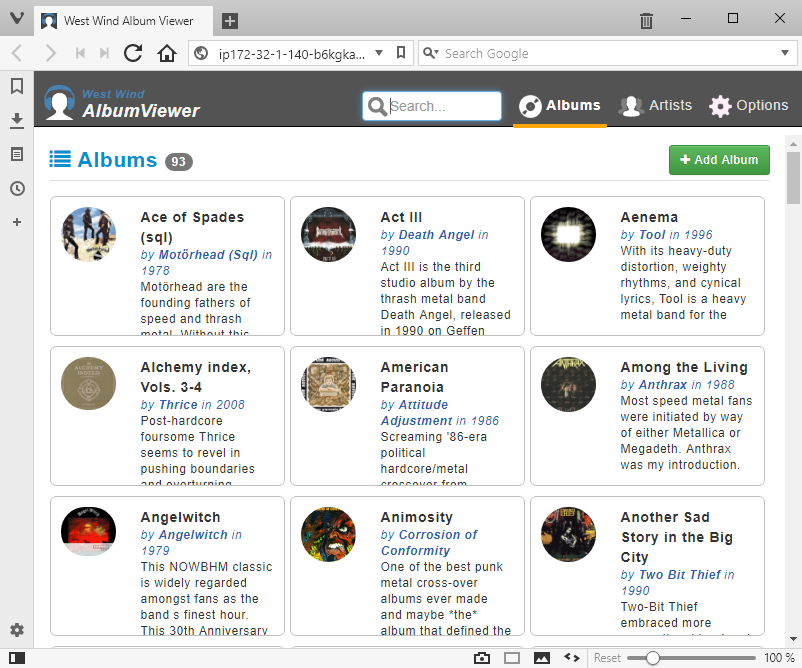 West Wind Album Viewer
ip172-32-1-140-b6kgka...
Search Google
West Wind
AlbumViewer
Search...
Albums
Artists
Options
Albums 93
Add Album
Ace of Spades
(sql)
by Motörhead (Sql) in
1978
Motörhead are the
founding fathers of
speed and thrash
metal. Without this
Act III
by Death Angel in
1990
Act III is the third
studio album by the
thrash metal band
Death Angel, released
in 1990 on Geffen
Aenema
by Tool in 1996
With its heavy-duty
distortion, weighty
rhythms, and cynical
lyrics, Tool is a heavy
metal band for the
Alchemy index,
Vols. 3-4
by Thrice in 2008
Post-hardcore
foursome Thrice
seems to revel in
pushing boundaries
and overturning
American
Paranoia
by Attitude
Adjustment in 1986
Screaming '86-era
political
hardcore/metal
crossover from
Among the Living
by Anthrax in 1988
Most speed metal fans
were initiated by way
of either Metallica or
Megadeth. Anthrax
was my introduction.
Angelwitch
by Angelwitch in
1979
This NOWBHM classic
is widely regarded
amongst fans as the
band s finest hour.
This 30th Anniversary
Animosity
by Corrosion of
Conformity
One of the best punk
metal cross-over
albums ever made
and maybe *the*
album that defined the
Another Sad
Story in the Big
City
by Two Bit Thief in
1990
Two-Bit Thief
embraced more
Reset
100 %